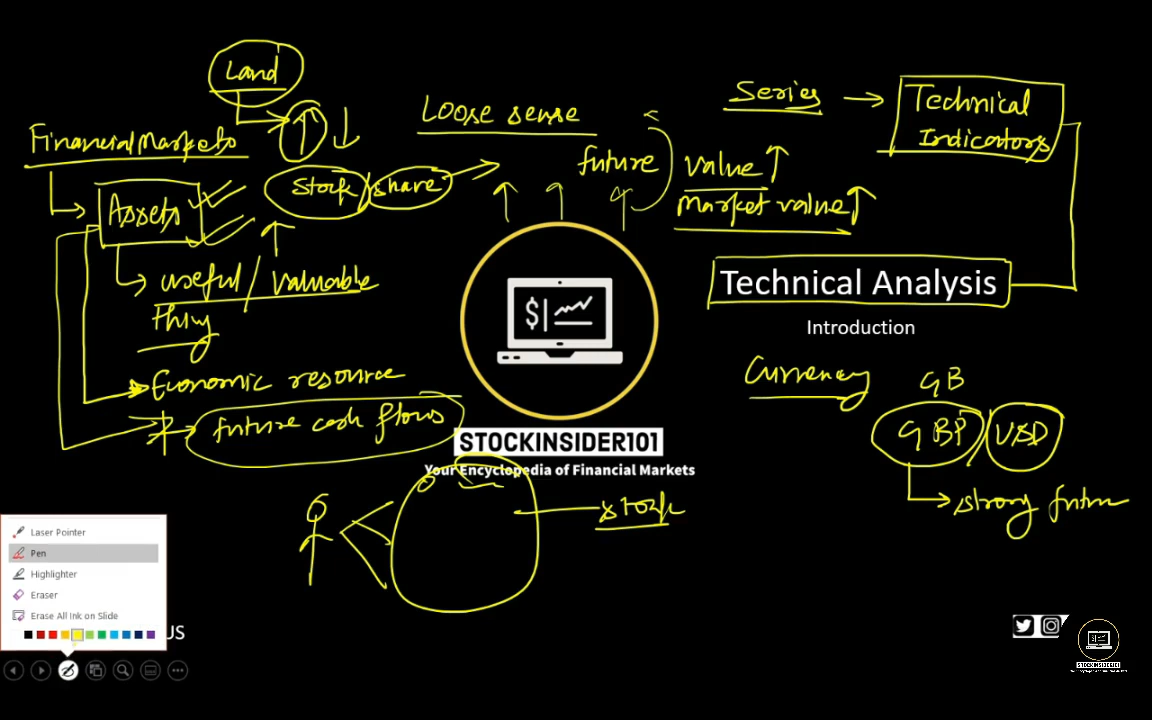 Land
Loose sense
Series → Technical
Indicators
Financial Markets
Stock/share
future
value ↑
Market value ↑
Assets
useful/valuable
thing
Technical Analysis
Introduction
Economic resource
future cash flows
Currency
GB
GBP/USD
strong future
STOCKINSIDER101
Your Encyclopedia of Financial Markets
stock
Laser Pointer
Pen
Highlighter
Eraser
Erase All Ink on Slide
US
$